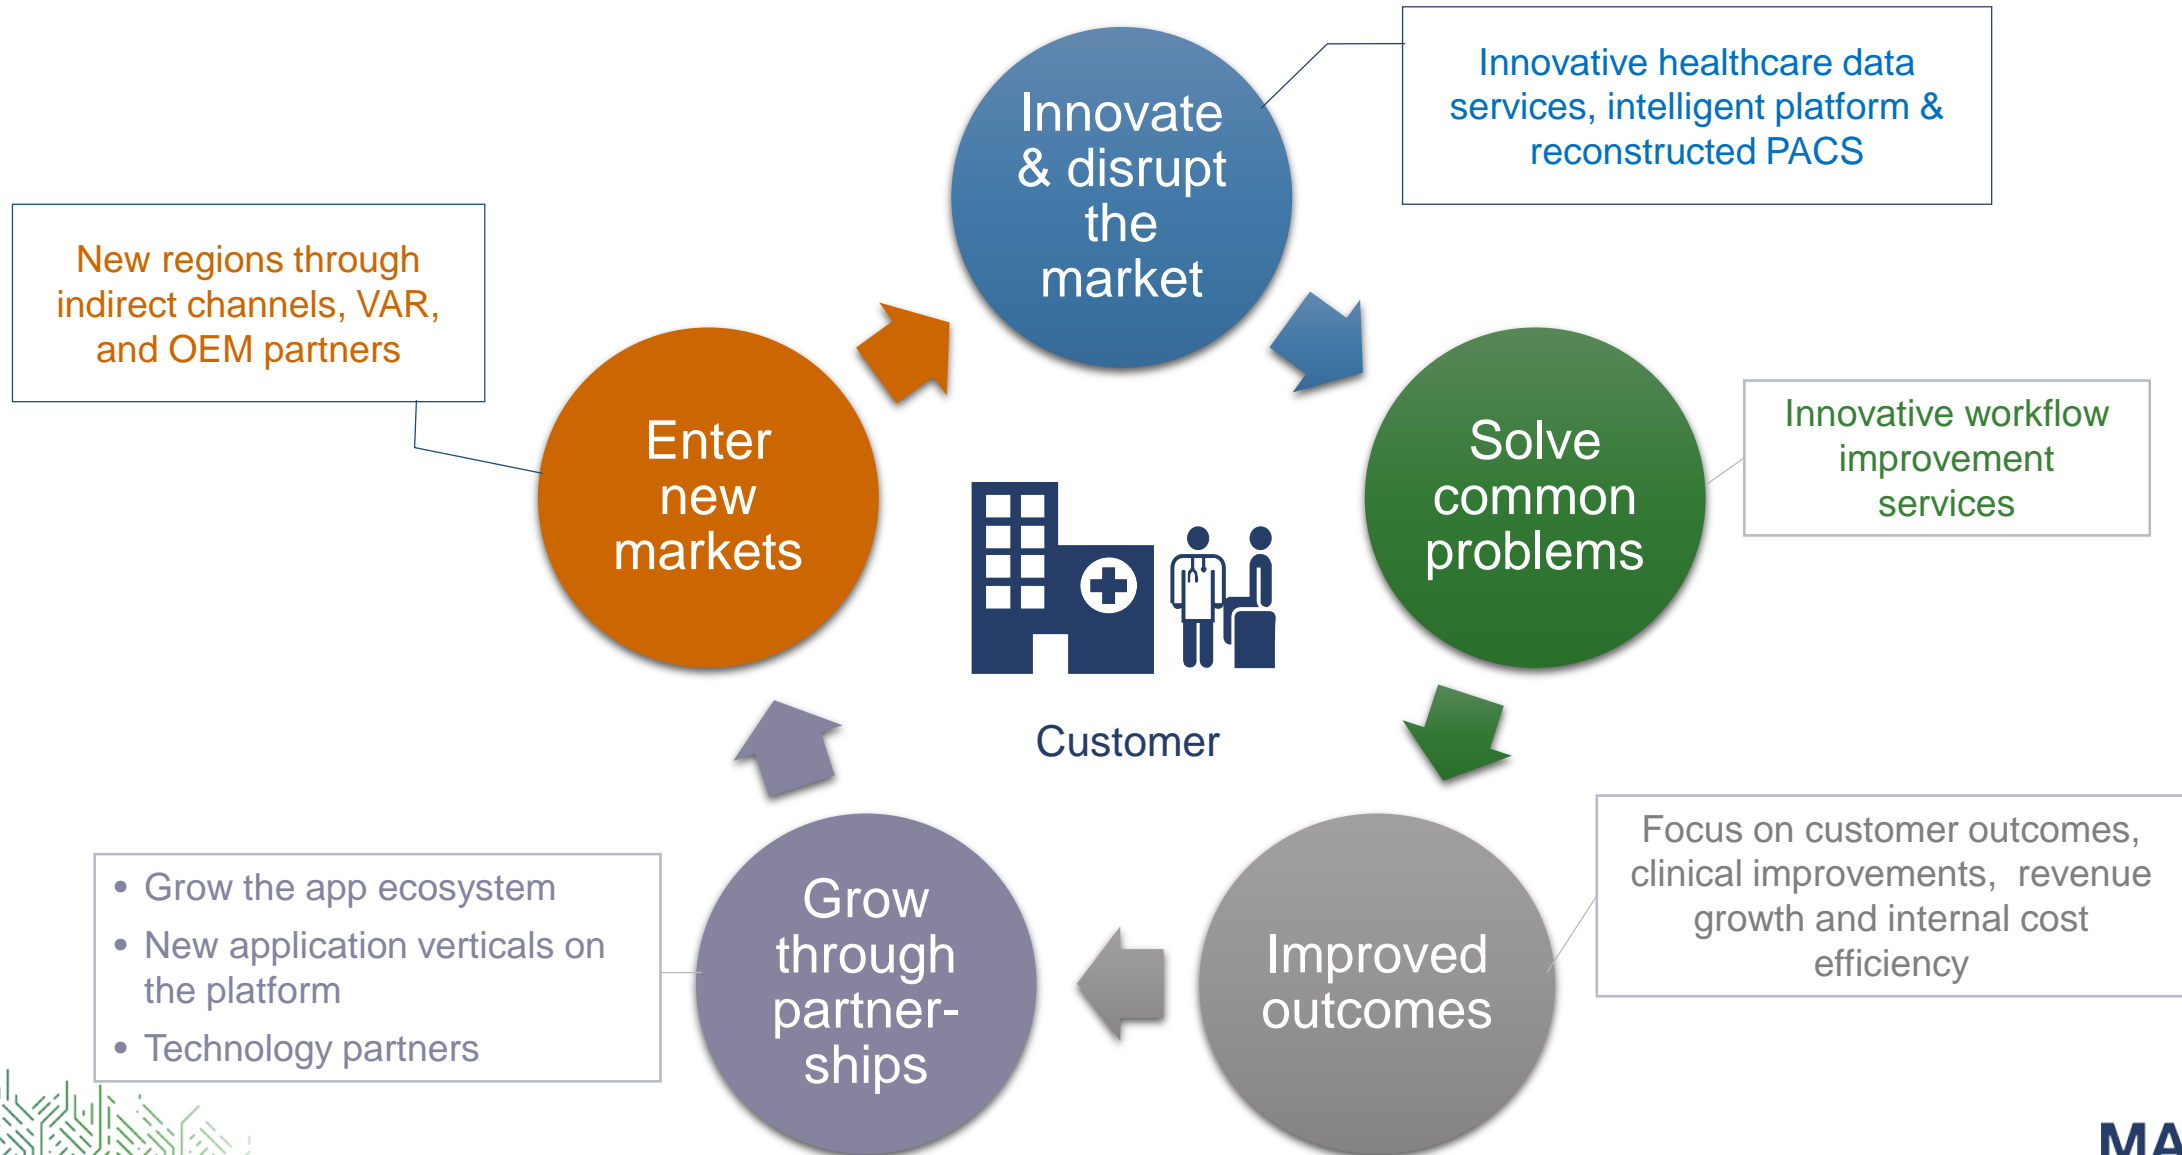 Innovate
& disrupt
the
market
Innovative healthcare data
services, intelligent platform &
reconstructed PACS
New regions through
indirect channels, VAR,
and OEM partners
Enter
new
markets
Solve
common
problems
Innovative workflow
improvement
services
Customer
Focus on customer outcomes,
clinical improvements, revenue
growth and internal cost
efficiency
Improved
outcomes
Grow
through
partner-
ships
• Grow the app ecosystem
• New application verticals on
the platform
• Technology partners